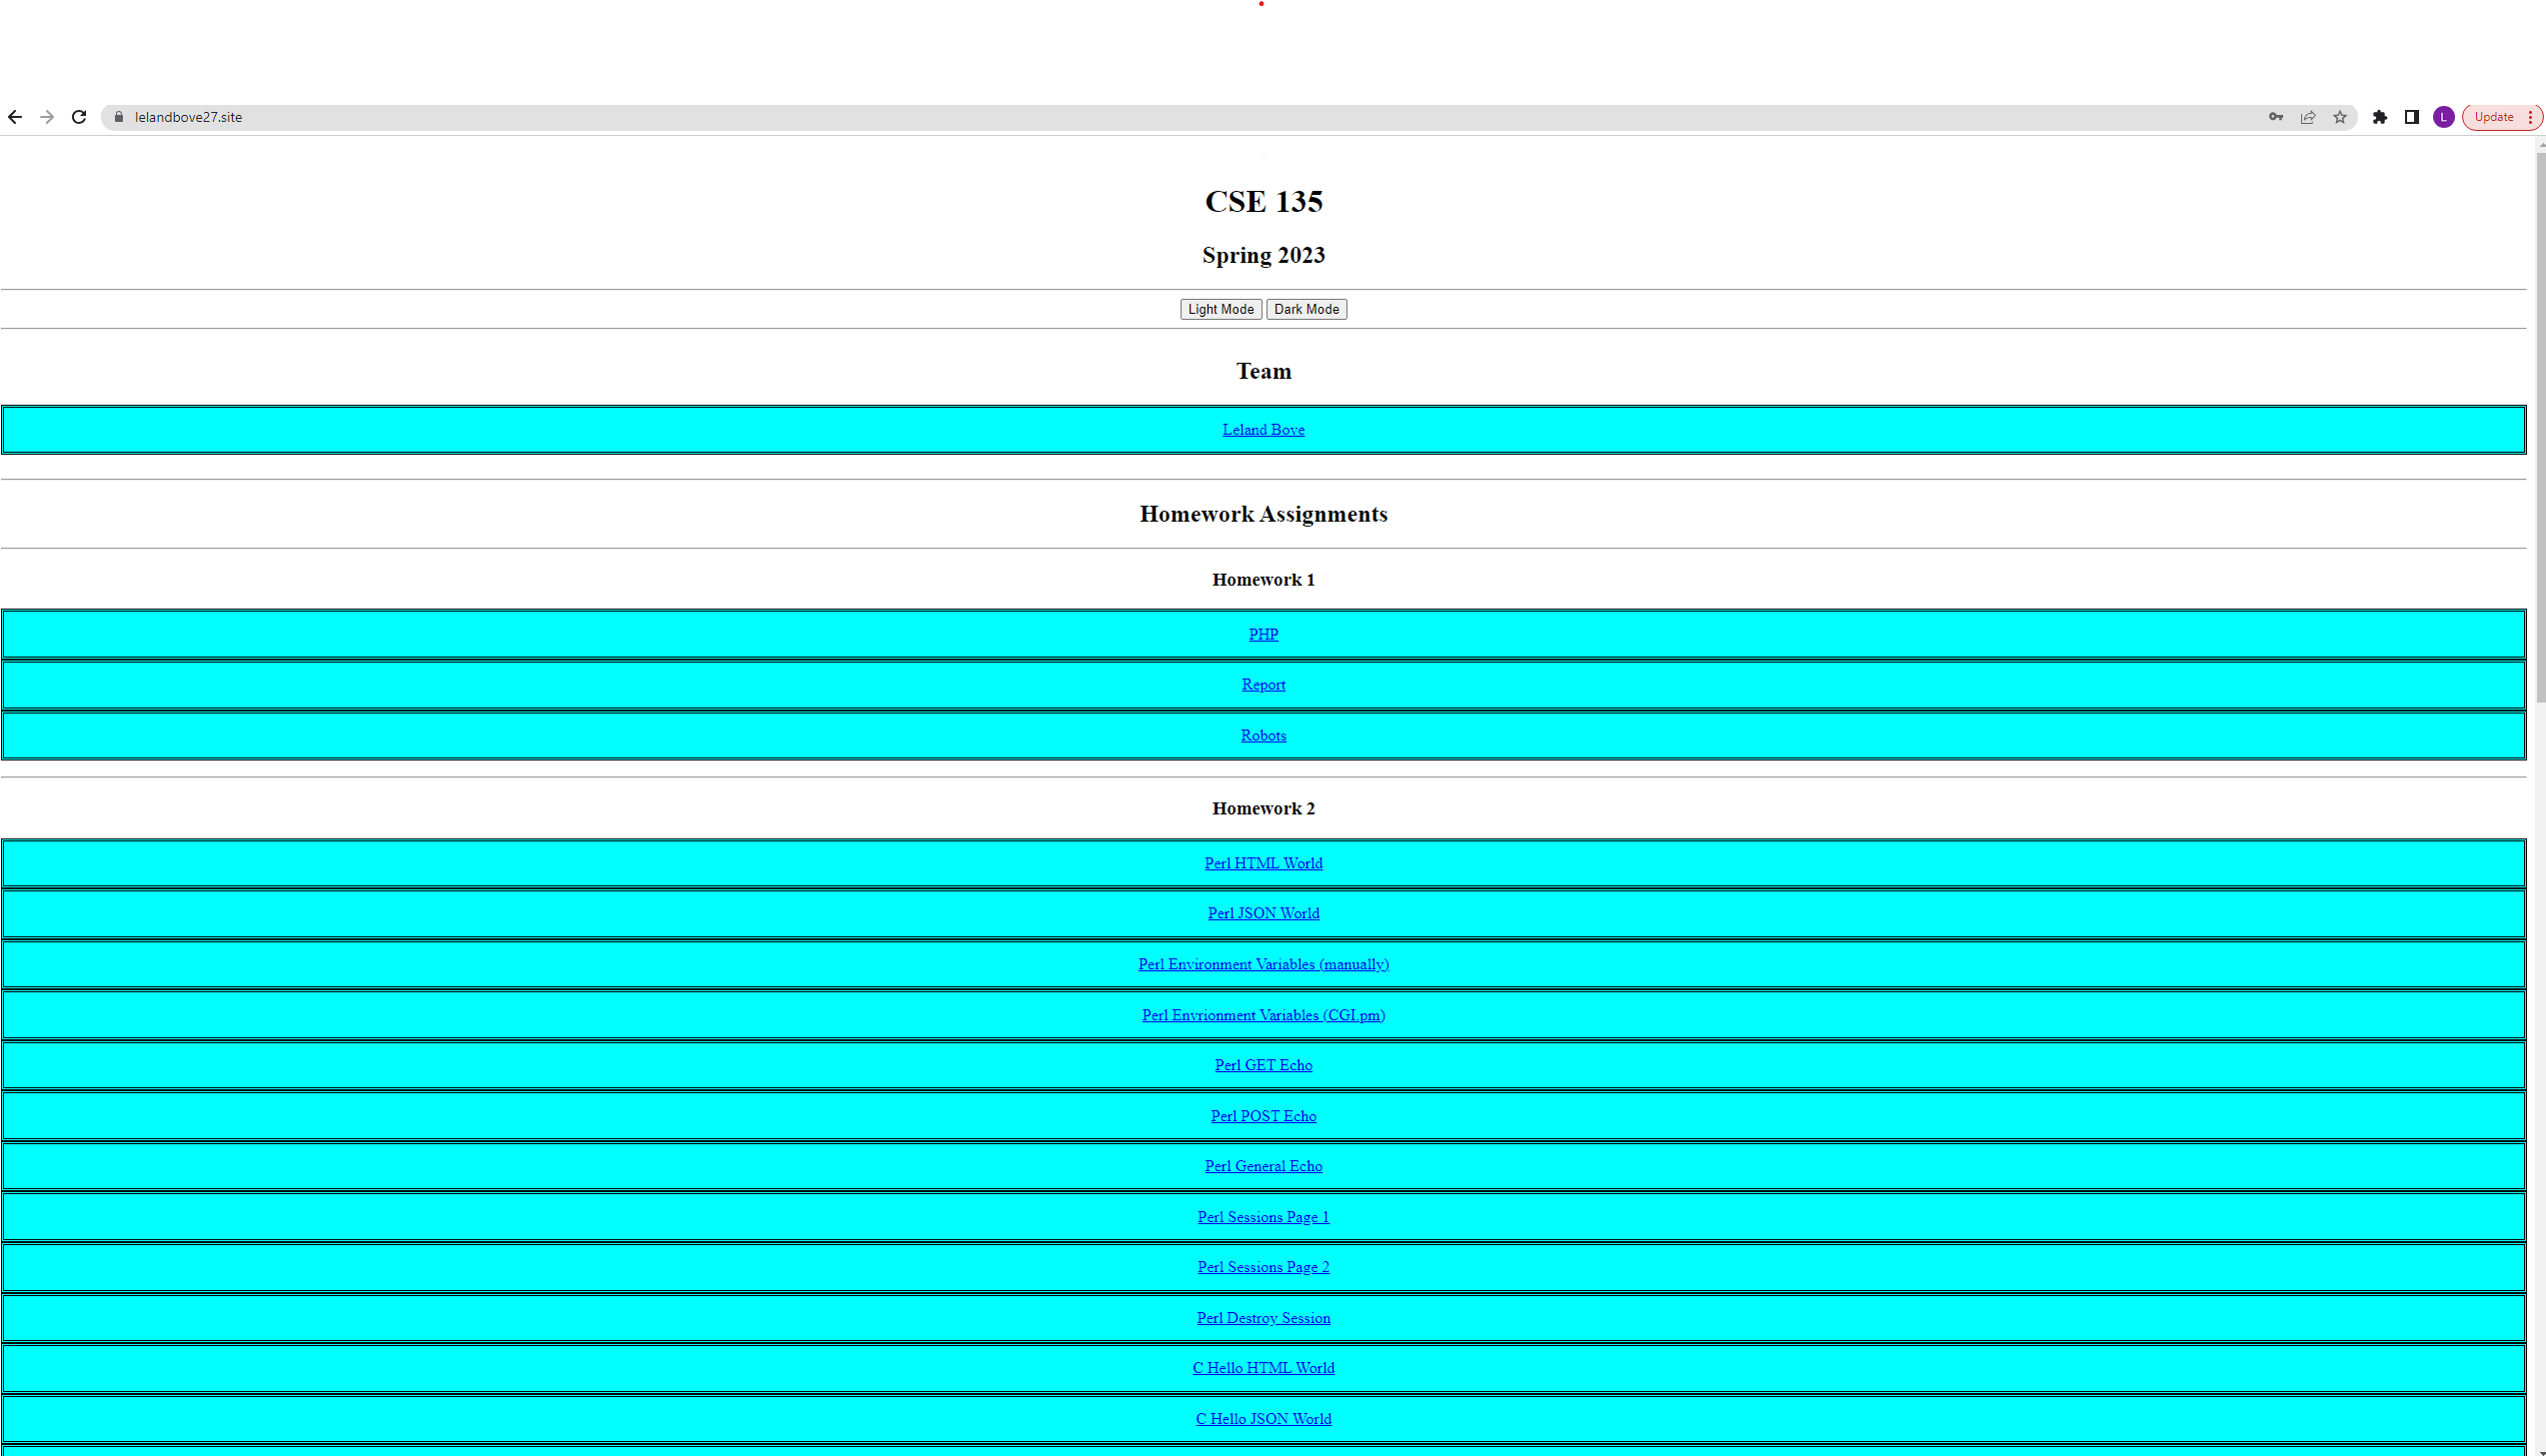 lelandbove27.site
L
Update
CSE 135
Spring 2023
Light Mode Dark Mode
Team
Leland Bove
Homework Assignments
Homework 1
PHP
Report
Robots
Homework 2
Perl HTML World
Perl JSON World
Perl Environment Variables (manually)
Perl Envrionment Variables (CGI.pm)
Perl GET Echo
Perl POST Echo
Perl General Echo
Perl Sessions Page 1
Perl Sessions Page 2
Perl Destroy Session
C Hello HTML World
C Hello JSON World